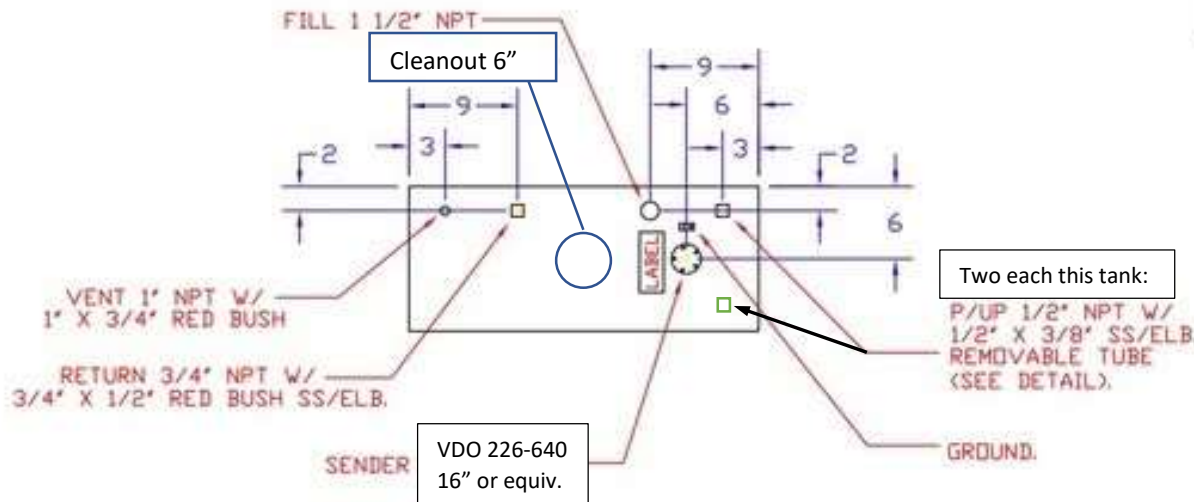 FILL 1 1/2" NPT
Cleanout 6”
9
6
3
2
9
3
2
6
LABEL
Two each this tank:
VENT 1" NPT W/
1" X 3/4" RED BUSH
RETURN 3/4" NPT W/
3/4" X 1/2" RED BUSH SS/ELB.
P/UP 1/2" NPT W/
1/2" X 3/8" SS/ELB
REMOVABLE TUBE
(SEE DETAIL).
SENDER
VDO 226-640
16” or equiv.
GROUND.